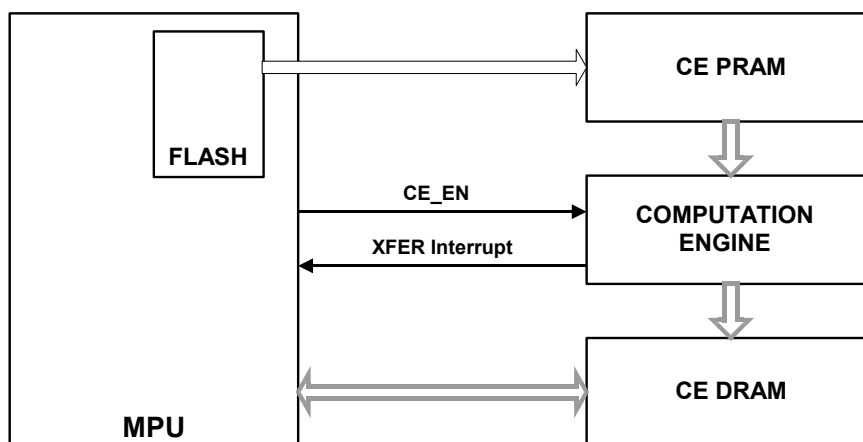 CE PRAM
FLASH
CE_EN
COMPUTATION
ENGINE
XFER Interrupt
CE DRAM
MPU